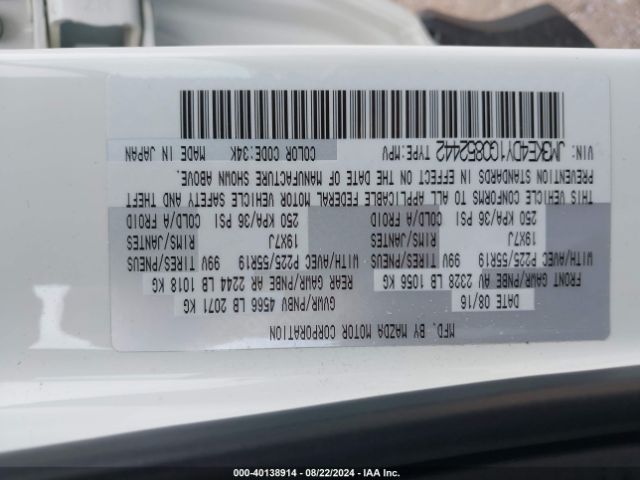 MFD. BY MAZDA MOTOR CORPORATION
DATE 08/16 GVWR/PNBV 4566 LB 2071 KG
FRONT GAWR/PNBE AV 2328 LB 1056 KG REAR GAWR/PNBE AR 2244 LB 1018 KG
WITH/AVEC P225/55R19 TIRES/PNEUS 99V WITH/AVEC P225/55R19 TIRES/PNEUS 99V
19X7J RIMS/JANTES 19X7J RIMS/JANTES
250 KPA/36 PSI COLD/A FROID 250 KPA/36 PSI COLD/A FROID
THIS VEHICLE CONFORMS TO ALL APPLICABLE FEDERAL MOTOR VEHICLE SAFETY AND THEFT
PREVENTION STANDARDS IN EFFECT ON THE DATE OF MANUFACTURE SHOWN ABOVE.
VIN: JM3KE4DY1G0852442 TYPE:MPV COLOR CODE:34K MADE IN JAPAN
000-40138914 - 08/22/2024 - IAA Inc.